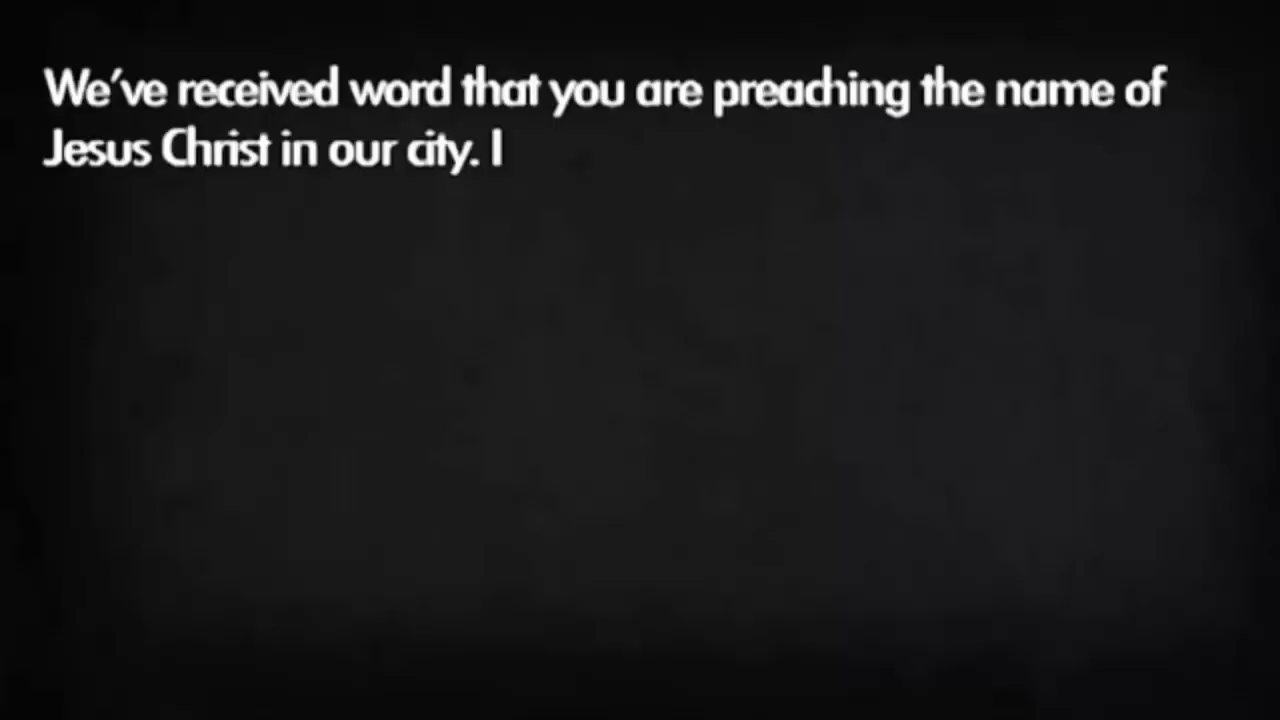 We've received word that you are preaching the name of
Jesus Christ in our city. I